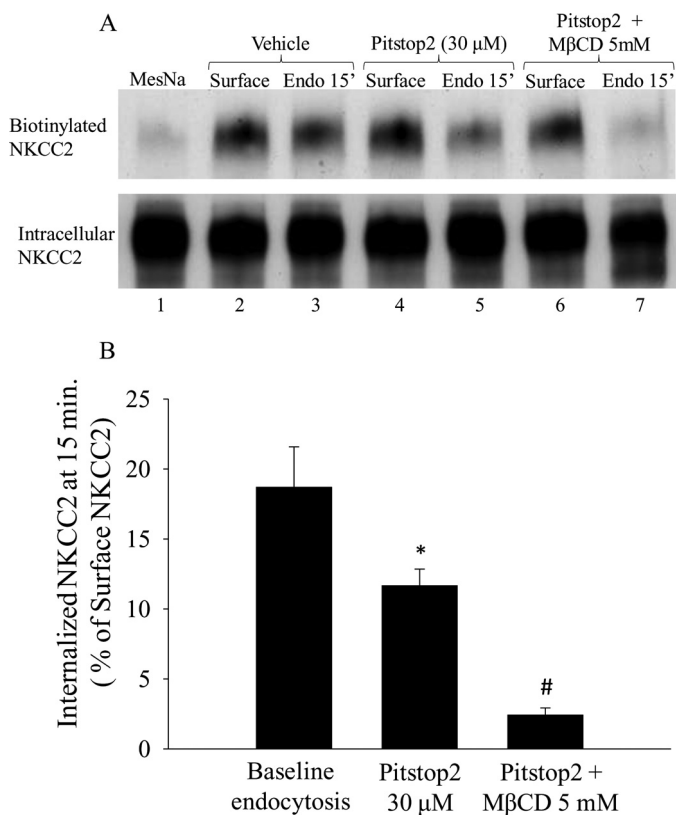 A
Vehicle
Pitstop2 (30 μM)
Pitstop2 +
MβCD 5mM
MesNa
Surface
Endo 15’
Surface
Endo 15’
Surface
Endo 15’
Biotinylated
NKCC2
Intracellular
NKCC2
1 2 3 4 5 6 7
B
Internalized NKCC2 at 15 min.
( % of Surface NKCC2)
25
20
15
10
5
0
*
#
Baseline
endocytosis
Pitstop2
30 μM
Pitstop2 +
MβCD 5 mM